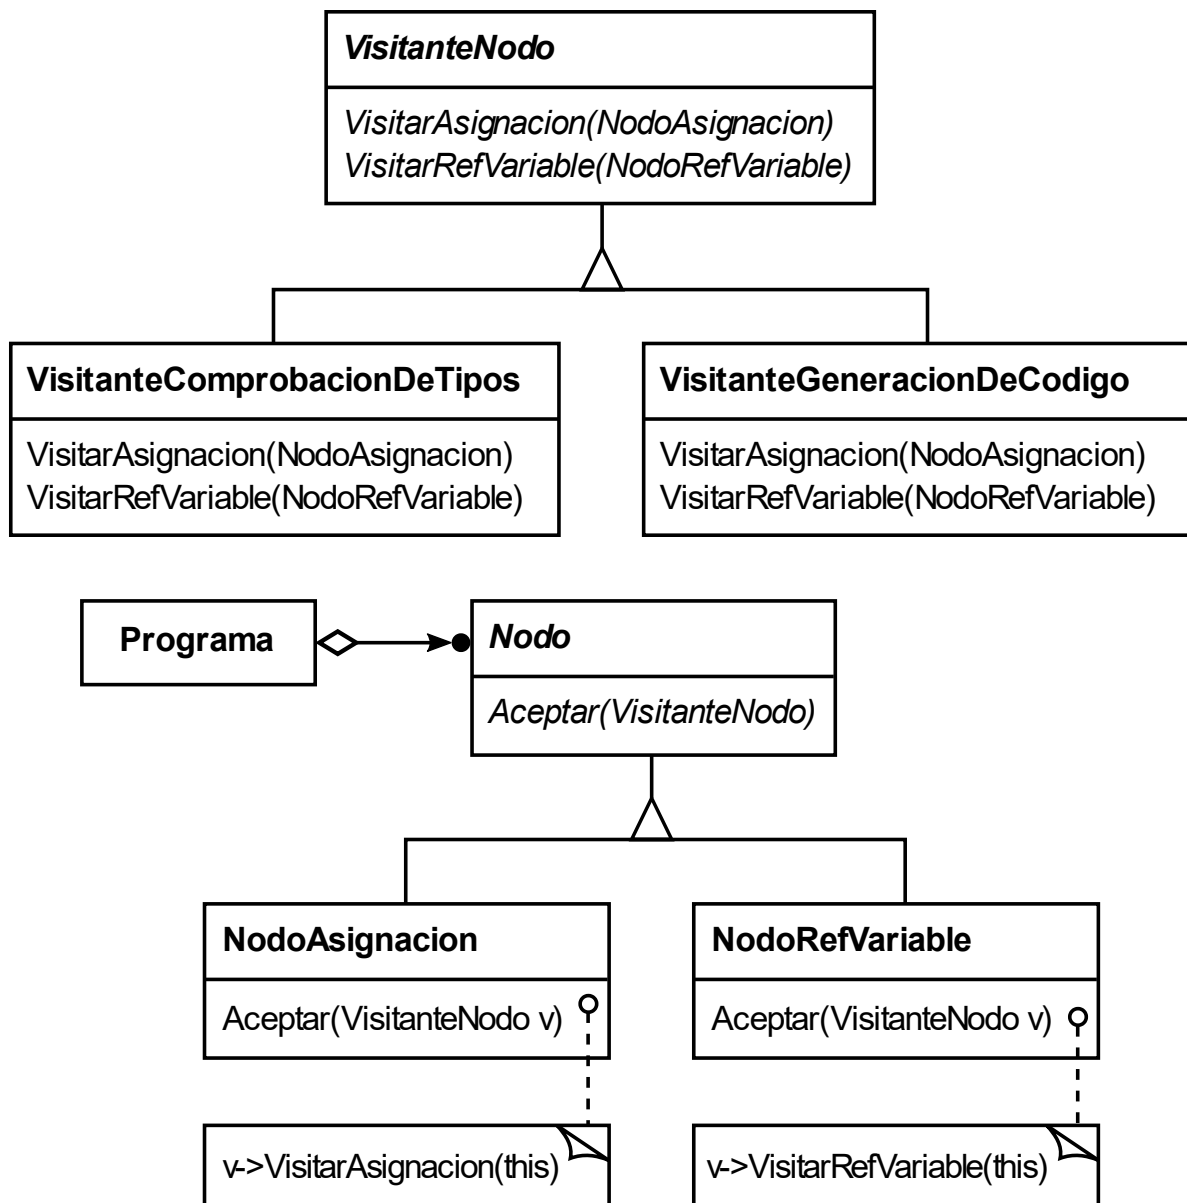 VisitanteNodo
VisitarAsignacion(NodoAsignacion)
VisitarRefVariable(NodoRefVariable)
VisitanteComprobacionDeTipos
VisitarAsignacion(NodoAsignacion)
VisitarRefVariable(NodoRefVariable)
VisitanteGeneracionDeCodigo
VisitarAsignacion(NodoAsignacion)
VisitarRefVariable(NodoRefVariable)
Programa
Nodo
Aceptar(VisitanteNodo)
NodoAsignacion
Aceptar(VisitanteNodo v)
v->VisitarAsignacion(this)
NodoRefVariable
Aceptar(VisitanteNodo v)
v->VisitarRefVariable(this)